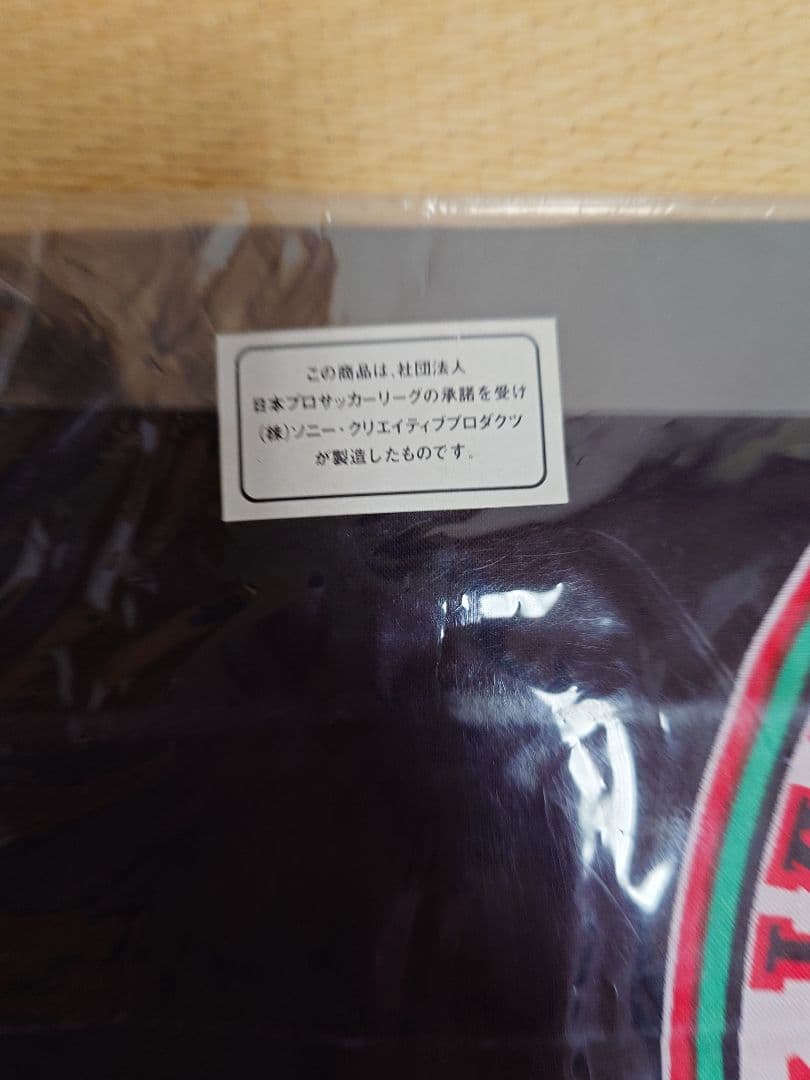 この商品は、社団法人
日本プロサッカーリーグの承諾を受け
(株)ソニー・クリエイティブプロダクツ
が製造したものです。